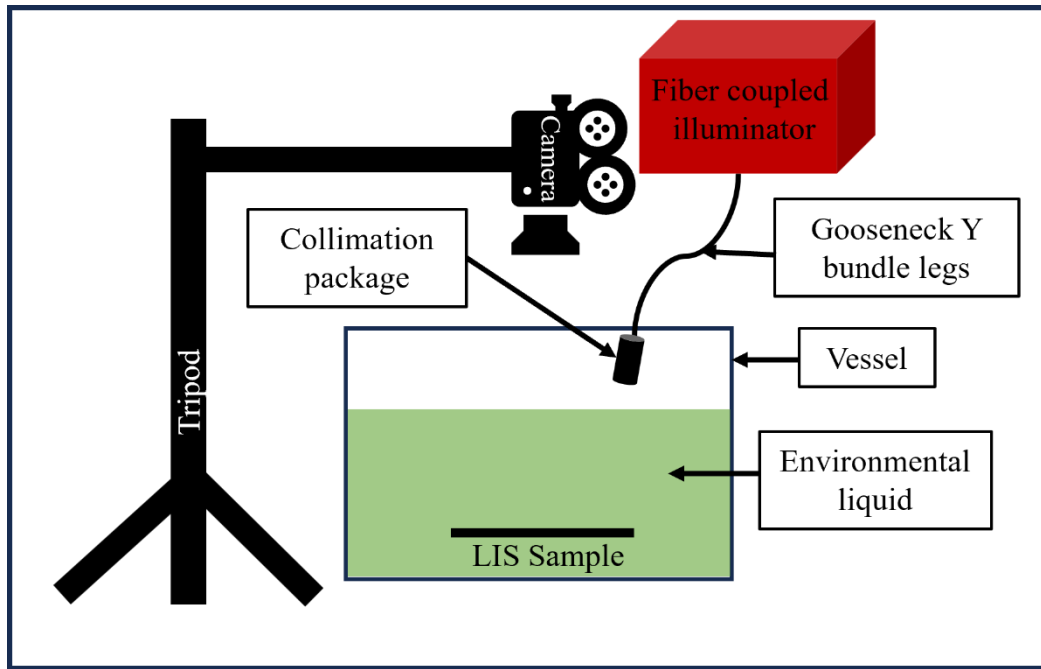 Fiber coupled
illuminator
Camera
Collimation
package
Gooseneck Y
bundle legs
Tripod
Vessel
Environmental
liquid
LIS Sample